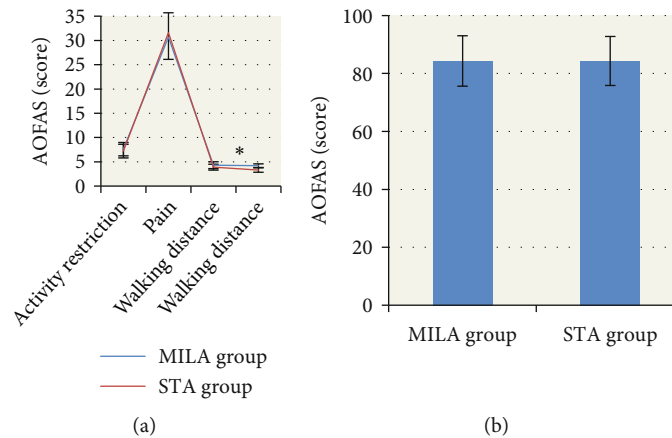 35
30
25
20
15
10
5
0
AOFAS (score)
*
Activity restriction
Pain
Walking distance
Walking distance
MILA group
STA group
(a)
100
80
60
40
20
0
AOFAS (score)
MILA group
STA group
(b)